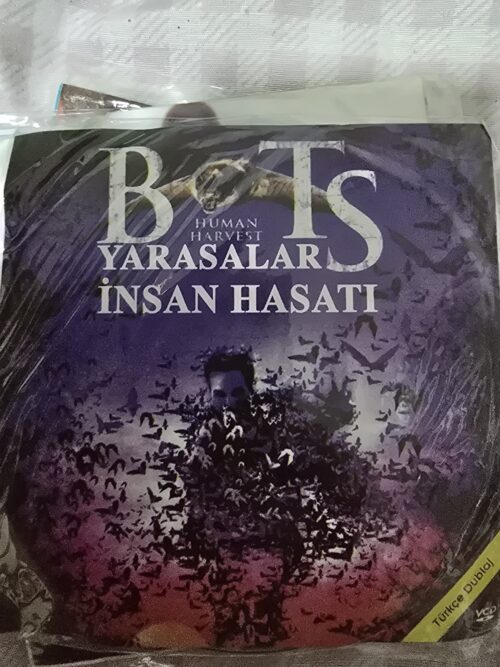 BATS
HUMAN
HARVEST
YARASALAR
İNSAN HASATI
Türkçe Dublaj
VCD